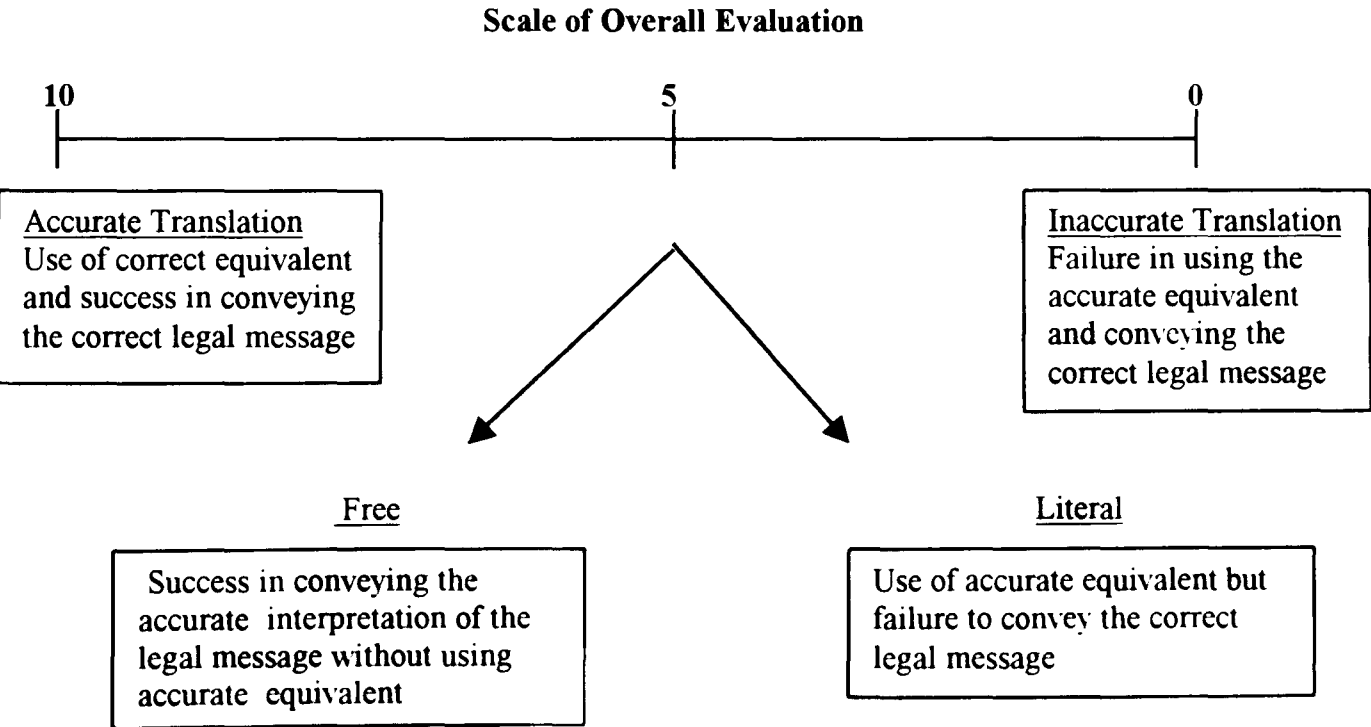 Scale of Overall Evaluation
10 5 0
Accurate Translation
Use of correct equivalent
and success in conveying
the correct legal message
Inaccurate Translation
Failure in using the
accurate equivalent
and conveying the
correct legal message
Free
Success in conveying the
accurate interpretation of the
legal message without using
accurate equivalent
Literal
Use of accurate equivalent but
failure to convey the correct
legal message